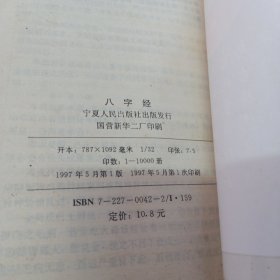 八字经
宁夏人民出版社出版发行
国营新华二厂印刷
开本：787×1092毫米 1/32 印张：7.5
印数：1—10000册
1997年5月第1版 1997年5月第1次印刷
ISBN 7-227-0042-2/I·159
定价：10.8元